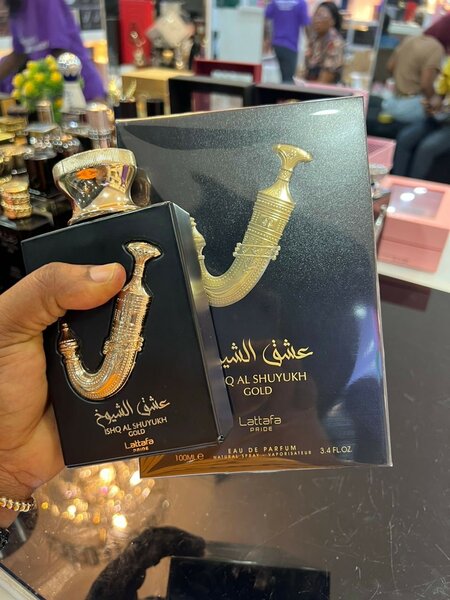 عشق الشيوخ
ISHQ AL SHUYUKH
GOLD
Lattafa
PRIDE
عشق الشيوخ
HQ AL SHUYUKH
GOLD
Lattafa
PRIDE
EAU DE PARFUM
100ML e NATURAL SPRAY - VAPORISATEUR 3.4 FL.OZ.